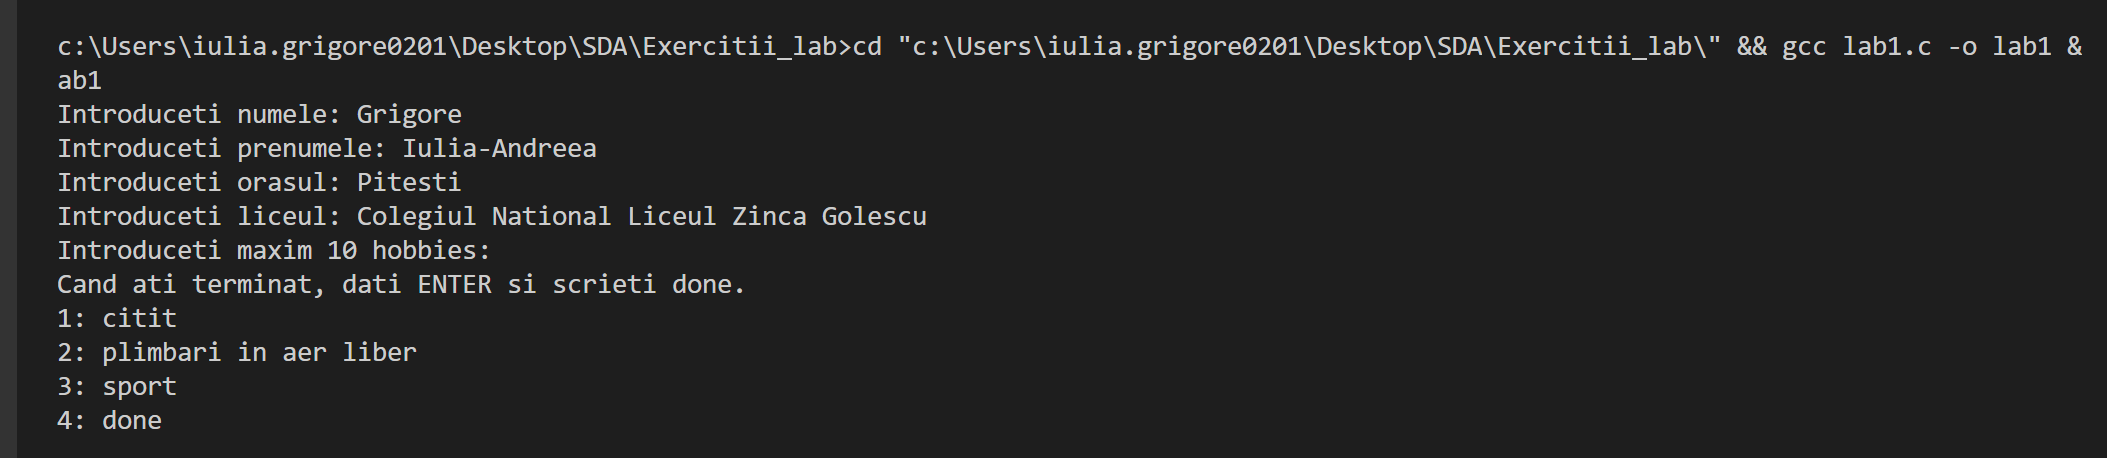 c:\Users\iulia.grigore0201\Desktop\SDA\Exercitii_lab>cd "c:\Users\iulia.grigore0201\Desktop\SDA\Exercitii_lab\" && gcc lab1.c -o lab1 &
ab1
Introduceti numele: Grigore
Introduceti prenumele: Iulia-Andreea
Introduceti orasul: Pitesti
Introduceti liceul: Colegiul National Liceul Zinca Golescu
Introduceti maxim 10 hobbies:
Cand ati terminat, dati ENTER si scrieti done.
1: citit
2: plimbari in aer liber
3: sport
4: done